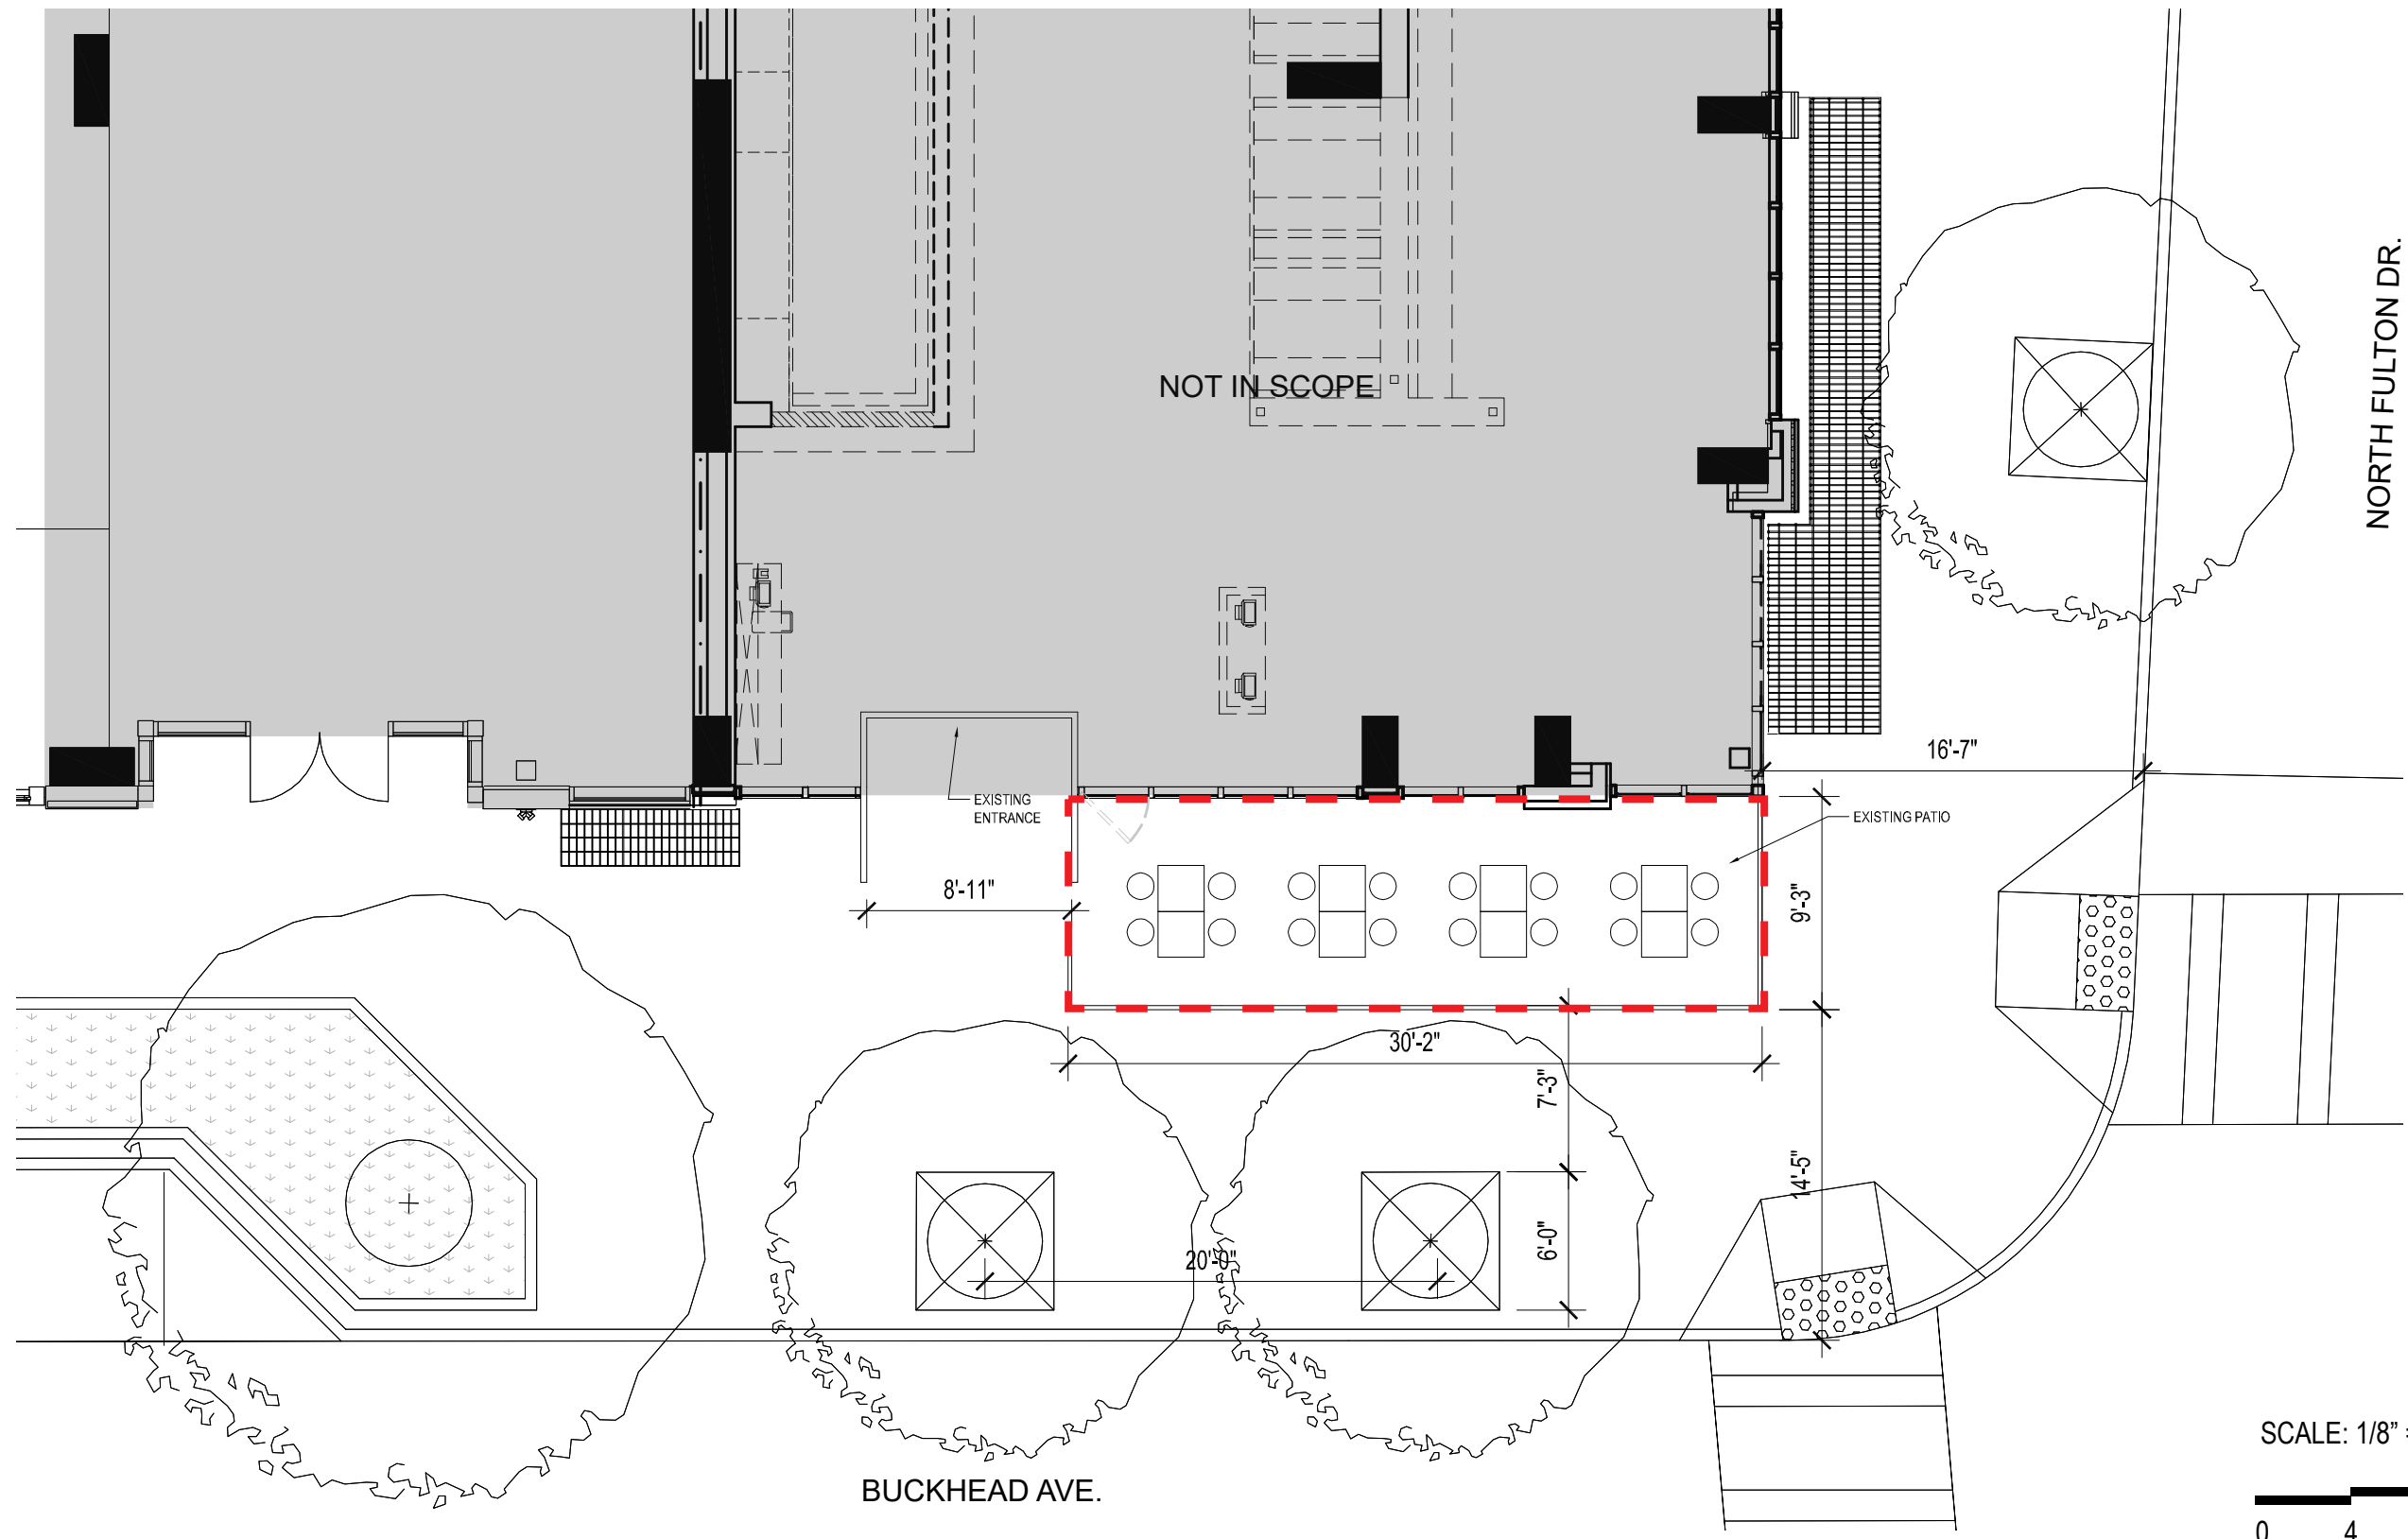 NOT IN SCOPE
NORTH FULTON DR.
16'-7"
EXISTING
ENTRANCE
EXISTING PATIO
8'-11"
9'-3"
30'-2"
7'-3"
14'-5"
6'-0"
20'-0"
SCALE: 1/8"
BUCKHEAD AVE.
0 4